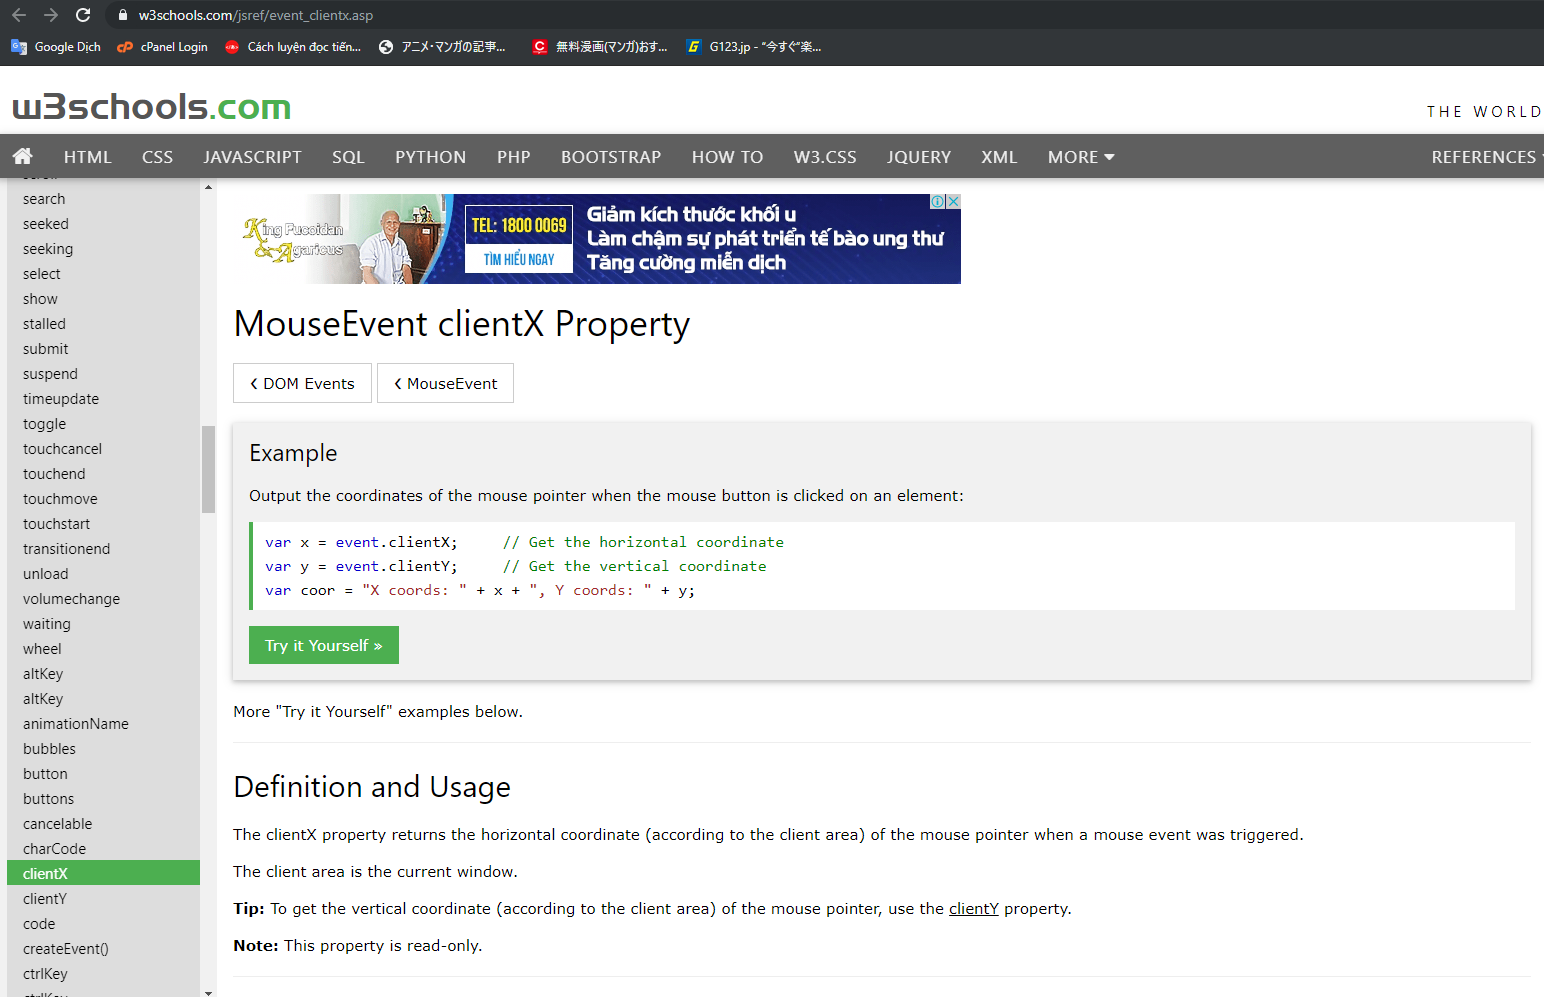 w3schools.com/jsref/event_clientx.asp
Google Dịch
cPanel Login
Cách luyện đọc tiến...
アニメ・マンガの記事...
無料漫画(マンガ)おす...
G123.jp - “今すぐ”楽...
w3schools.com
THE WORLD
HTML CSS JAVASCRIPT SQL PYTHON PHP BOOTSTRAP HOW TO W3.CSS JQUERY XML MORE REFERENCES
search
seeked
seeking
select
show
stalled
submit
suspend
timeupdate
toggle
touchcancel
touchend
touchmove
touchstart
transitionend
unload
volumechange
waiting
wheel
altKey
altKey
animationName
bubbles
button
buttons
cancelable
charCode
clientX
clientY
code
createEvent()
ctrlKey
King Fucoidan
& Agaricus
TEL: 1800 0069
TÌM HIỂU NGAY
Giảm kích thước khối u
Làm chậm sự phát triển tế bào ung thư
Tăng cường miễn dịch
MouseEvent clientX Property
❮ DOM Events
❮ MouseEvent
Example
Output the coordinates of the mouse pointer when the mouse button is clicked on an element:
var x = event.clientX;     // Get the horizontal coordinate
var y = event.clientY;     // Get the vertical coordinate
var coor = "X coords: " + x + ", Y coords: " + y;
Try it Yourself »
More "Try it Yourself" examples below.
Definition and Usage
The clientX property returns the horizontal coordinate (according to the client area) of the mouse pointer when a mouse event was triggered.
The client area is the current window.
Tip: To get the vertical coordinate (according to the client area) of the mouse pointer, use the clientY property.
Note: This property is read-only.